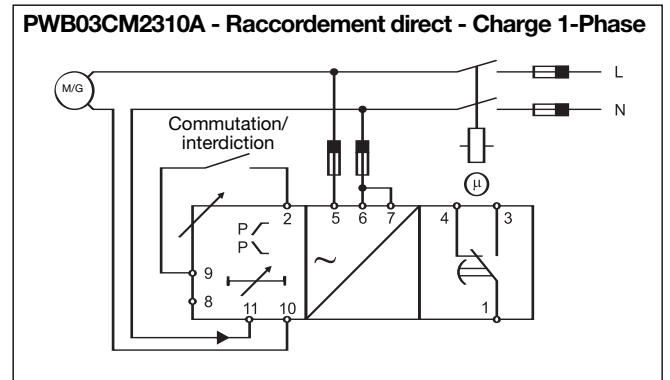 PWB03CM2310A - Raccordement direct - Charge 1-Phase
L
M/G
N
Commutation/
interdiction
µ
2 5 6 7 4 3
P
P
~
9
8
11 10 1